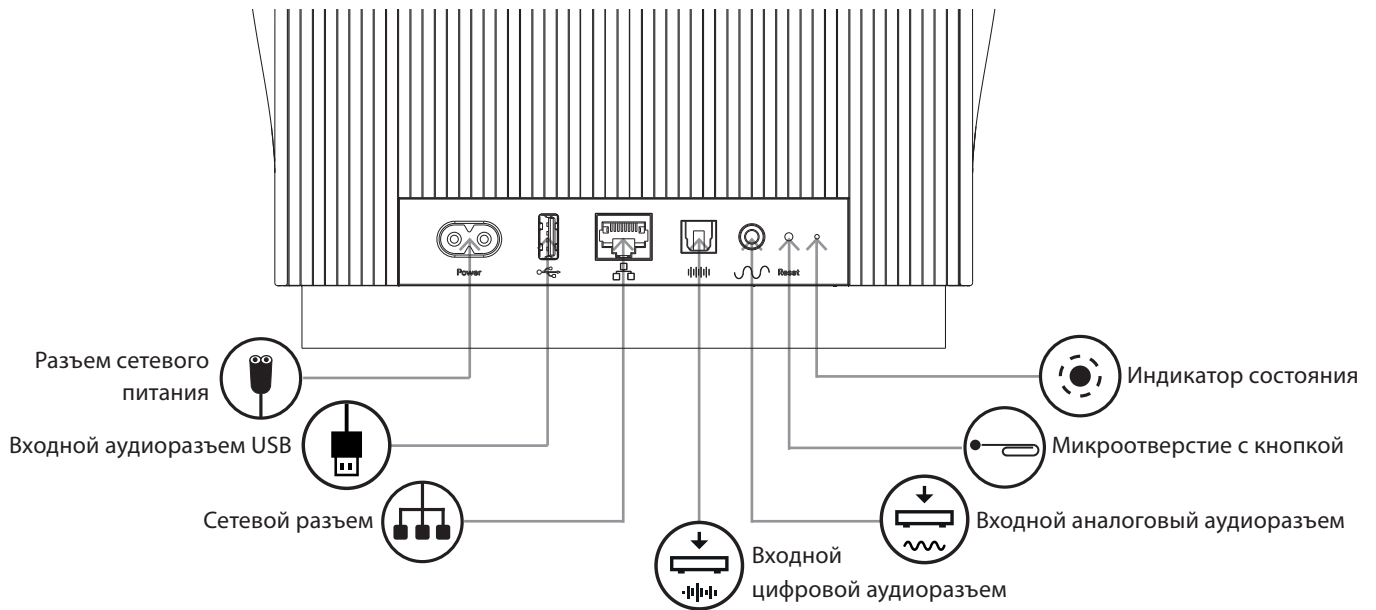 Power
Reset
Разъем сетевого
питания
Индикатор состояния
Входной аудиоразъем USB
Микроотверстие с кнопкой
Сетевой разъем
Входной аналоговый аудиоразъем
Входной
цифровой аудиоразъем